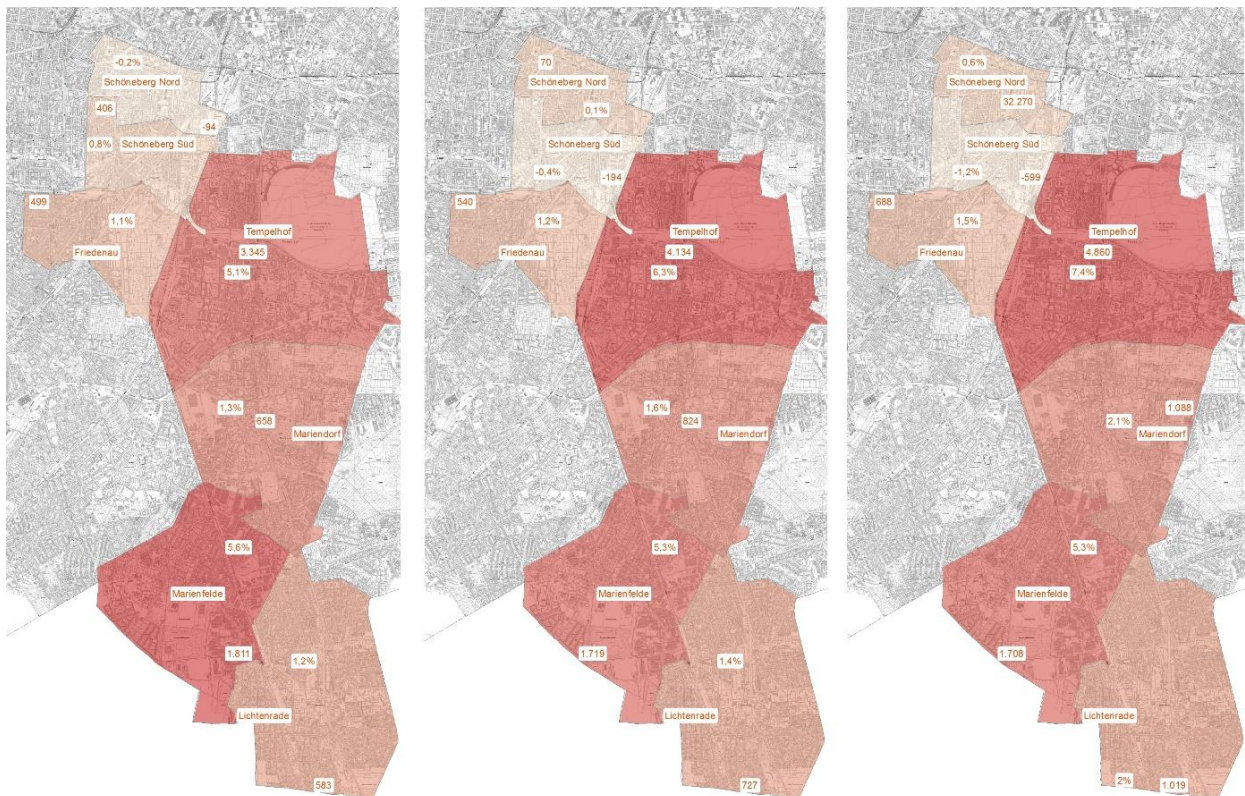 -0,2%
Schöneberg Nord
406
-94
0,8%
Schöneberg Süd
499
1,1%
Friedenau
Tempelhof
3.345
5,1%
1,3%
658
Mariendorf
5,6%
Marienfelde
1.811
1,2%
Lichtenrade
583
70
Schöneberg Nord
0,1%
Schöneberg Süd
-0,4%
-194
540
1,2%
Friedenau
Tempelhof
4.134
6,3%
1,6%
824
Mariendorf
5,3%
Marienfelde
1.719
1,4%
Lichtenrade
727
0,6%
Schöneberg Nord
32.270
Schöneberg Süd
-1,2%
-599
688
1,5%
Friedenau
Tempelhof
4.860
7,4%
1.088
2,1%
Mariendorf
5,3%
Marienfelde
1.708
Lichtenrade
2%
1.019